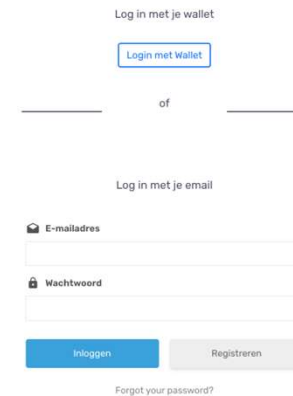 Log in met je wallet
Login met Wallet
of
Log in met je email
E-mailadres
Wachtwoord
Inloggen
Registreren
Forgot your password?